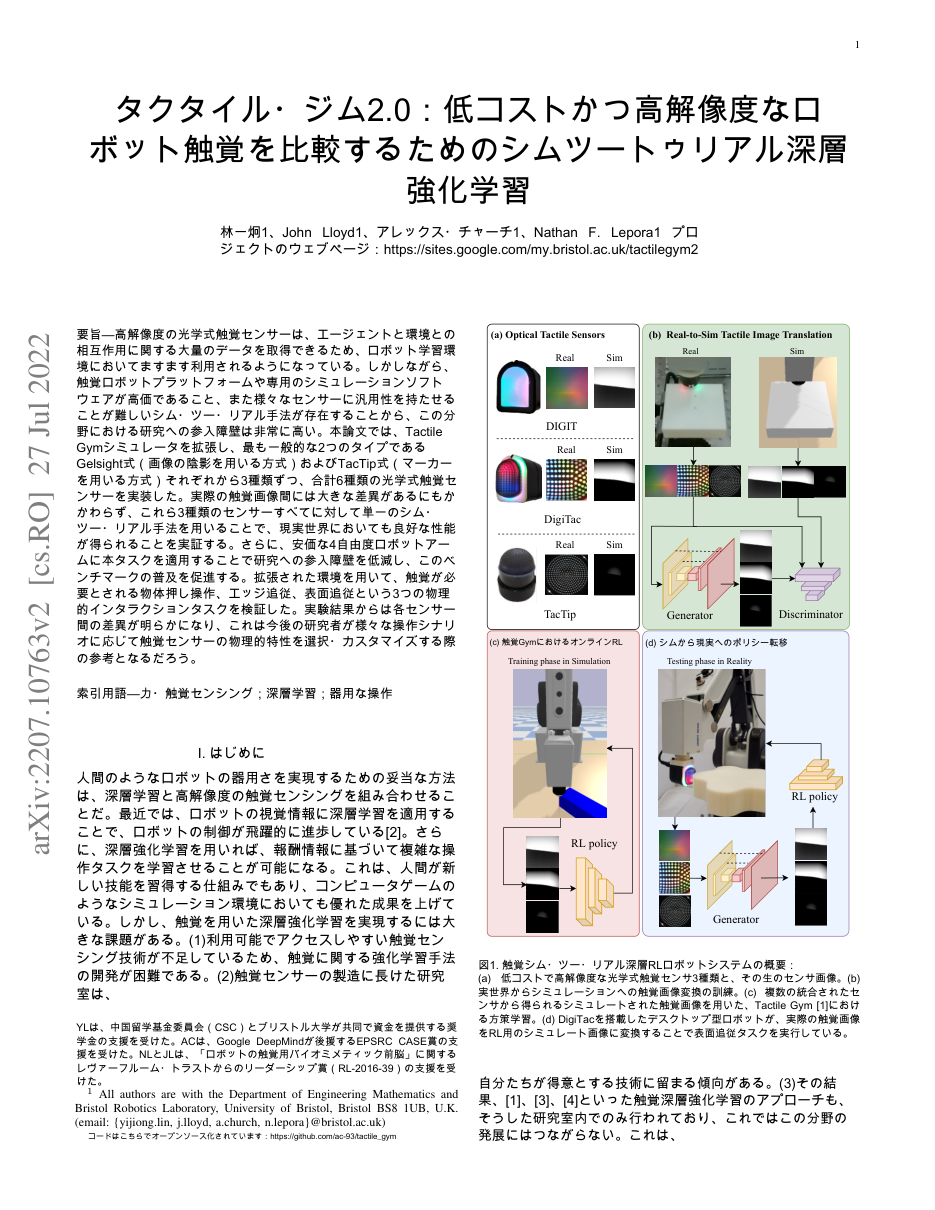 1
タクタイル・ジム2.0：低コストかつ高解像度なロ
ボット触覚を比較するためのシムツートゥリアル深層
強化学習
林一炯1、John Lloyd1、アレックス・チャーチ1、Nathan F. Lepora1 プロ
ジェクトのウェブページ：https://sites.google.com/my.bristol.ac.uk/tactilegym2
arXiv:2207.10763v2 [cs.RO] 27 Jul 2022
要旨—高解像度の光学式触覚センサーは、エージェントと環境との
相互作用に関する大量のデータを取得できるため、ロボット学習環
境においてますます利用されるようになっている。しかしながら、
触覚ロボットプラットフォームや専用のシミュレーションソフト
ウェアが高価であること、また様々なセンサーに汎用性を持たせる
ことが難しいシム・ツー・リアル手法が存在することから、この分
野における研究への参入障壁は非常に高い。本論文では、Tactile
Gymシミュレータを拡張し、最も一般的な2つのタイプである
Gelsight式（画像の陰影を用いる方式）およびTacTip式（マーカー
を用いる方式）それぞれから3種類ずつ、合計6種類の光学式触覚セ
ンサーを実装した。実際の触覚画像間には大きな差異があるにもか
かわらず、これら3種類のセンサーすべてに対して単一のシム・
ツー・リアル手法を用いることで、現実世界においても良好な性能
が得られることを実証する。さらに、安価な4自由度ロボットアー
ムに本タスクを適用することで研究への参入障壁を低減し、このベ
ンチマークの普及を促進する。拡張された環境を用いて、触覚が必
要とされる物体押し操作、エッジ追従、表面追従という3つの物理
的インタラクションタスクを検証した。実験結果からは各センサー
間の差異が明らかになり、これは今後の研究者が様々な操作シナリ
オに応じて触覚センサーの物理的特性を選択・カスタマイズする際
の参考となるだろう。
索引用語—力・触覚センシング；深層学習；器用な操作
I. はじめに
人間のようなロボットの器用さを実現するための妥当な方法
は、深層学習と高解像度の触覚センシングを組み合わせるこ
とだ。最近では、ロボットの視覚情報に深層学習を適用する
ことで、ロボットの制御が飛躍的に進歩している[2]。さら
に、深層強化学習を用いれば、報酬情報に基づいて複雑な操
作タスクを学習させることが可能になる。これは、人間が新
しい技能を習得する仕組みでもあり、コンピュータゲームの
ようなシミュレーション環境においても優れた成果を上げて
いる。しかし、触覚を用いた深層強化学習を実現するには大
きな課題がある。(1)利用可能でアクセスしやすい触覚セン
シング技術が不足しているため、触覚に関する強化学習手法
の開発が困難である。(2)触覚センサーの製造に長けた研究
室は、
YLは、中国留学基金委員会（CSC）とブリストル大学が共同で資金を提供する奨
学金の支援を受けた。ACは、Google DeepMindが後援するEPSRC CASE賞の支
援を受けた。NLとJLは、「ロボットの触覚用バイオミメティック前脳」に関する
レヴァーフルーム・トラストからのリーダーシップ賞（RL-2016-39）の支援を受
けた。
1 All authors are with the Department of Engineering Mathematics and
Bristol Robotics Laboratory, University of Bristol, Bristol BS8 1UB, U.K.
(email: {yijiong.lin, j.lloyd, a.church, n.lepora}@bristol.ac.uk)
コードはこちらでオープンソース化されています：https://github.com/ac-93/tactile_gym
(a) Optical Tactile Sensors
Real Sim
DIGIT
Real Sim
DigiTac
Real Sim
TacTip
(b) Real-to-Sim Tactile Image Translation
Real Sim
Generator Discriminator
(c) 触覚GymにおけるオンラインRL
Training phase in Simulation
RL policy
(d) シムから現実へのポリシー転移
Testing phase in Reality
RL policy
Generator
図1. 触覚シム・ツー・リアル深層RLロボットシステムの概要：
(a) 低コストで高解像度な光学式触覚センサ3種類と、その生のセンサ画像。(b)
実世界からシミュレーションへの触覚画像変換の訓練。(c) 複数の統合されたセ
ンサから得られるシミュレートされた触覚画像を用いた、Tactile Gym [1]におけ
る方策学習。(d) DigiTacを搭載したデスクトップ型ロボットが、実際の触覚画像
をRL用のシミュレート画像に変換することで表面追従タスクを実行している。
自分たちが得意とする技術に留まる傾向がある。(3)その結
果、[1]、[3]、[4]といった触覚深層強化学習のアプローチも、
そうした研究室内でのみ行われており、これではこの分野の
発展にはつながらない。これは、